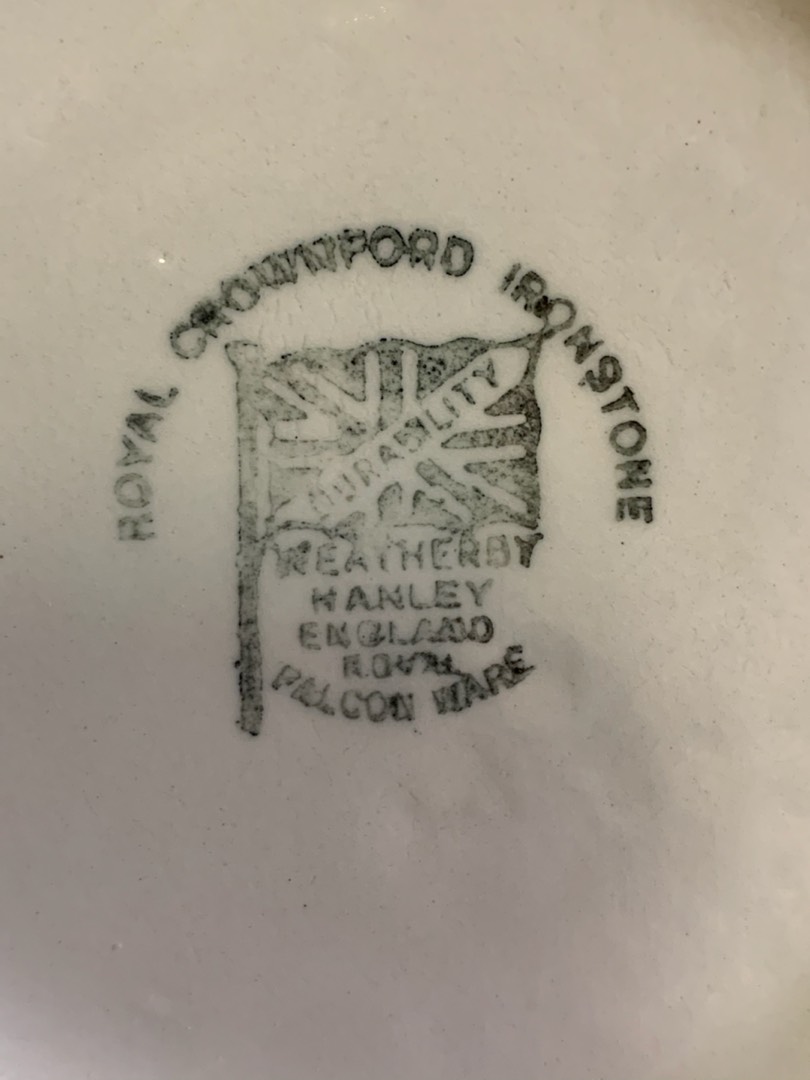 ROYAL CROWNFORD IRONSTONE
DURABILITY
WEATHERBY
HANLEY
ENGLAND
ROYAL
FALCON WARE